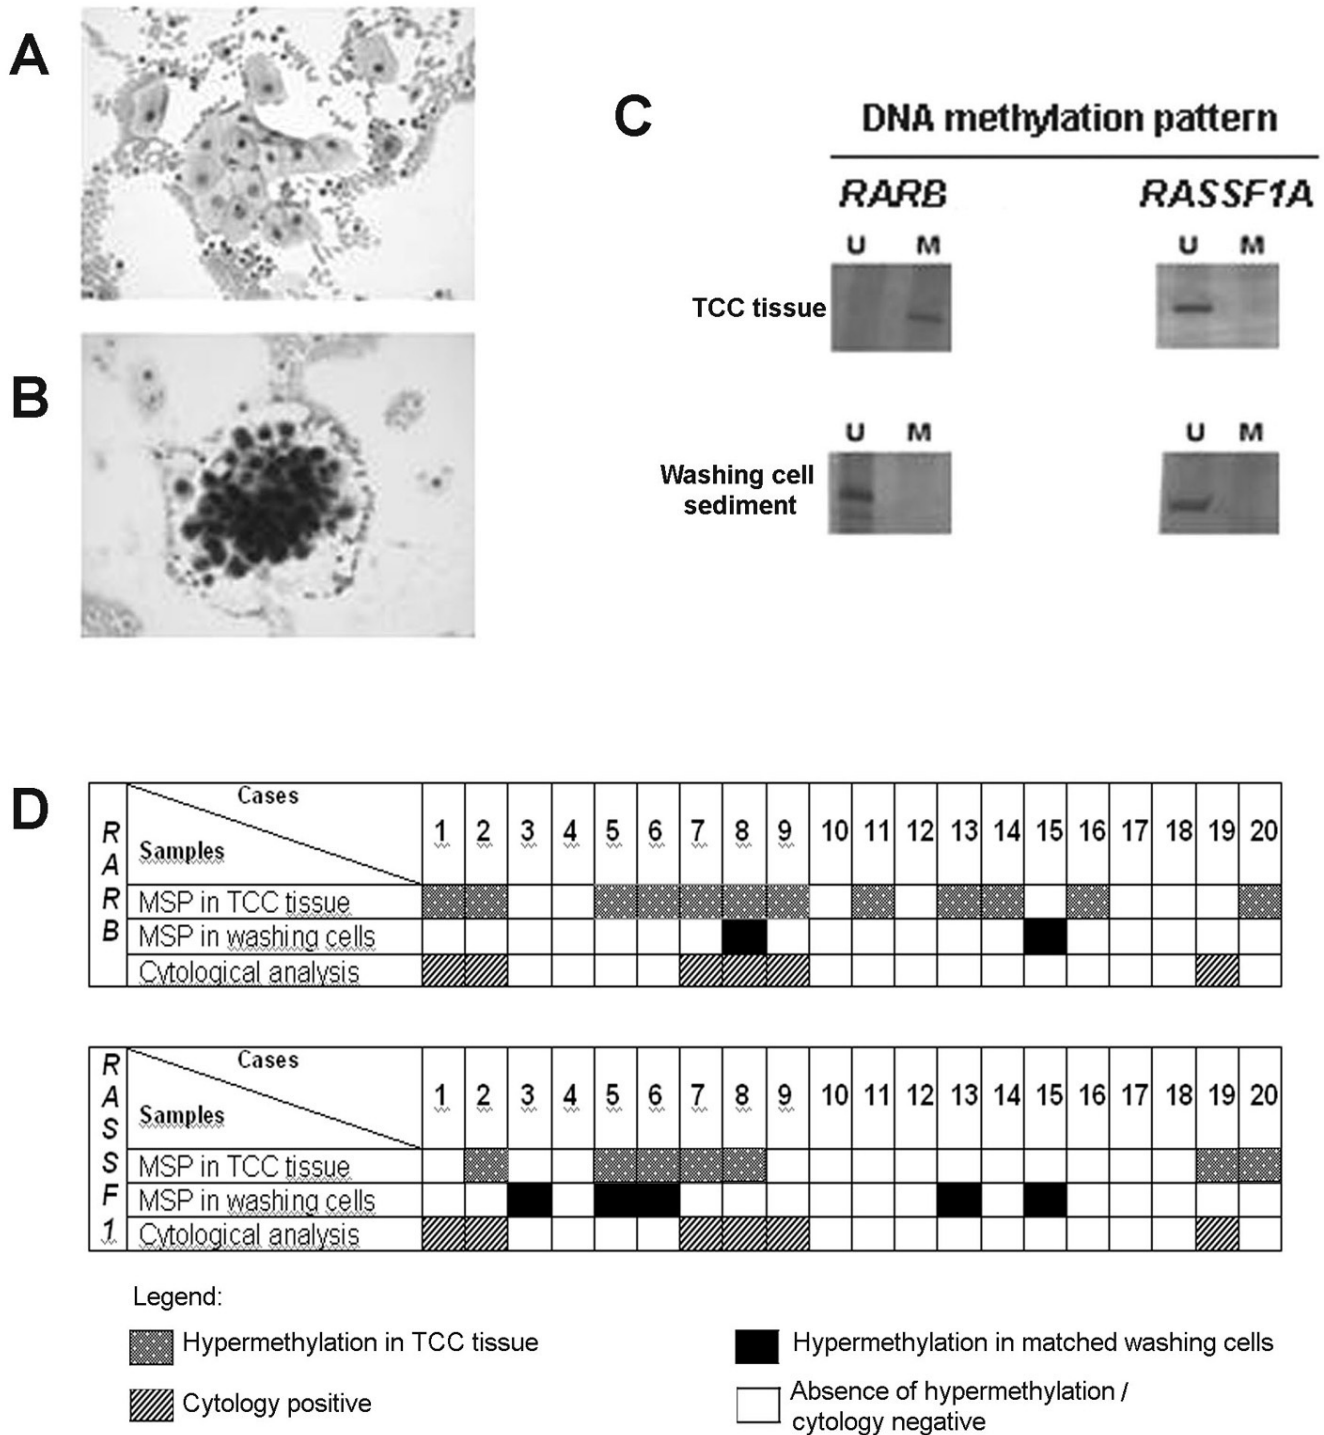 A
B
C
DNA methylation pattern
RARB
RASSF1A
U M
U M
TCC tissue
U M
U M
Washing cell
sediment
D
RARB
Cases
Samples
1 2 3 4 5 6 7 8 9 10 11 12 13 14 15 16 17 18 19 20
MSP in TCC tissue
MSP in washing cells
Cytological analysis
RASSF1
Cases
Samples
1 2 3 4 5 6 7 8 9 10 11 12 13 14 15 16 17 18 19 20
MSP in TCC tissue
MSP in washing cells
Cytological analysis
Legend:
Hypermethylation in TCC tissue
Hypermethylation in matched washing cells
Cytology positive
Absence of hypermethylation /
cytology negative